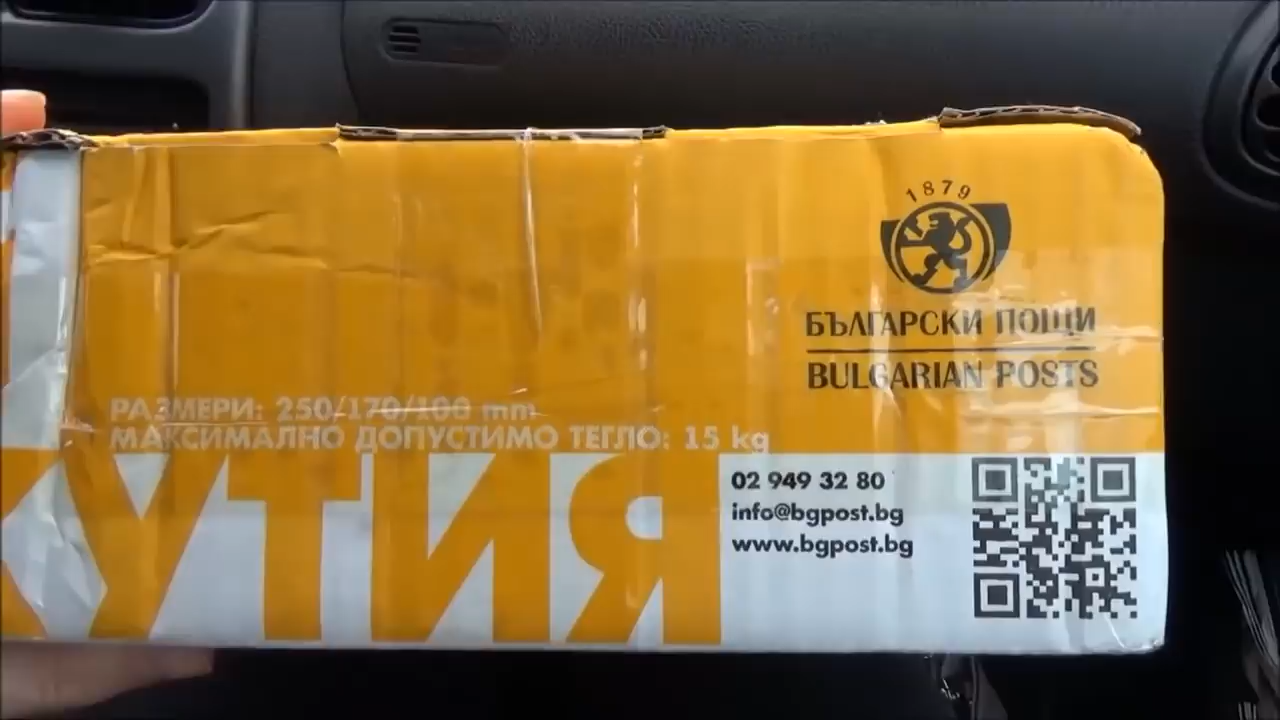 1879
БЪЛГАРСКИ ПОЩИ
BULGARIAN POSTS
РАЗМЕРИ: 250/170/100 mm
МАКСИМАЛНО ДОПУСТИМО ТЕГЛО: 15 kg
КУТИЯ
02 949 32 80
info@bgpost.bg
www.bgpost.bg